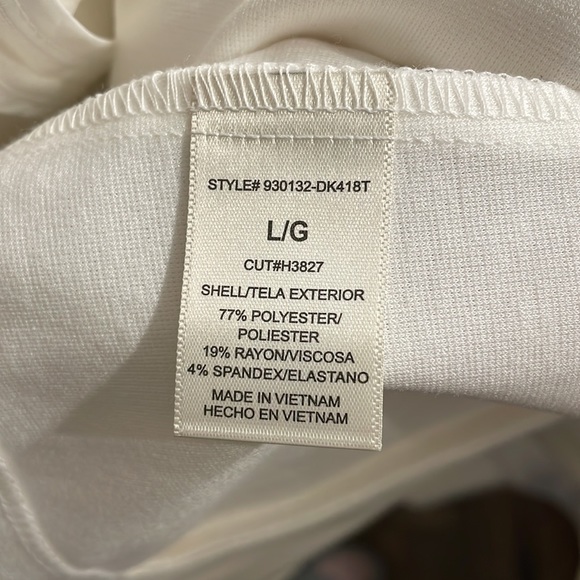 STYLE# 930132-DK418T
L/G
CUT#H3827
SHELL/TELA EXTERIOR
77% POLYESTER/
POLIESTER
19% RAYON/VISCOSA
4% SPANDEX/ELASTANO
MADE IN VIETNAM
HECHO EN VIETNAM